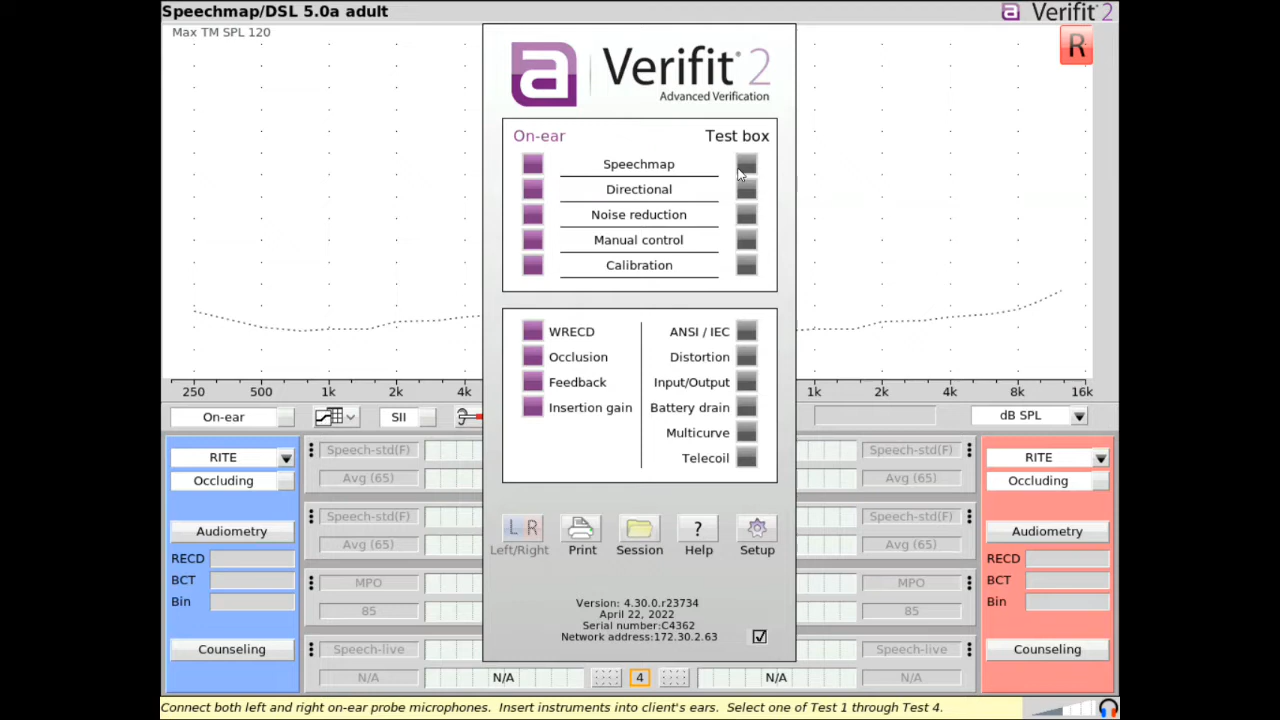 Speechmap/DSL 5.0a adult
a Verifit 2
Max TM SPL 120
R
a Verifit® 2
Advanced Verification
On-ear Test box
Speechmap
Directional
Noise reduction
Manual control
Calibration
WRECD ANSI / IEC
Occlusion Distortion
Feedback Input/Output
Insertion gain Battery drain
Multicurve
Telecoil
250 500 1k 2k 4k 1k 2k 4k 8k 16k
On-ear SII dB SPL
RITE Speech-std(F) Speech-std(F) RITE
Occluding Avg (65) Avg (65) Occluding
Speech-std(F) Speech-std(F)
Audiometry Avg (65) Avg (65) Audiometry
L R ?
Left/Right Print Session Help Setup
RECD RECD
BCT MPO MPO BCT
Bin 85 85 Bin
Version: 4.30.0.r23734
April 22, 2022
Serial number:C4362
Network address:172.30.2.63
Counseling Speech-live Speech-live Counseling
N/A N/A 4 N/A N/A
Connect both left and right on-ear probe microphones. Insert instruments into client's ears. Select one of Test 1 through Test 4.